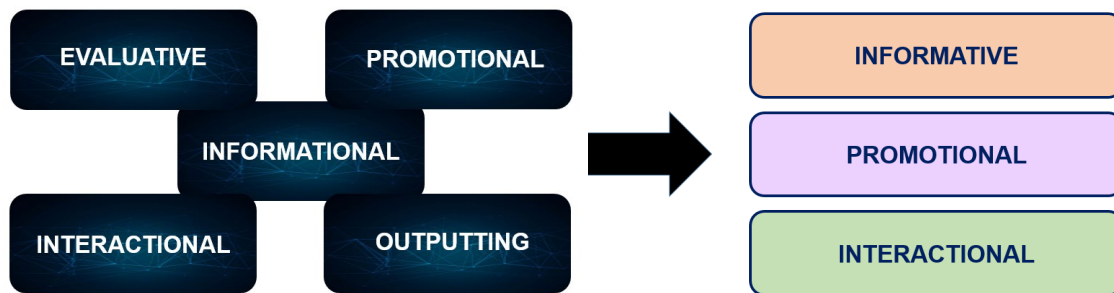 EVALUATIVE
PROMOTIONAL
INFORMATIONAL
INTERACTIONAL
OUTPUTTING
INFORMATIVE
PROMOTIONAL
INTERACTIONAL